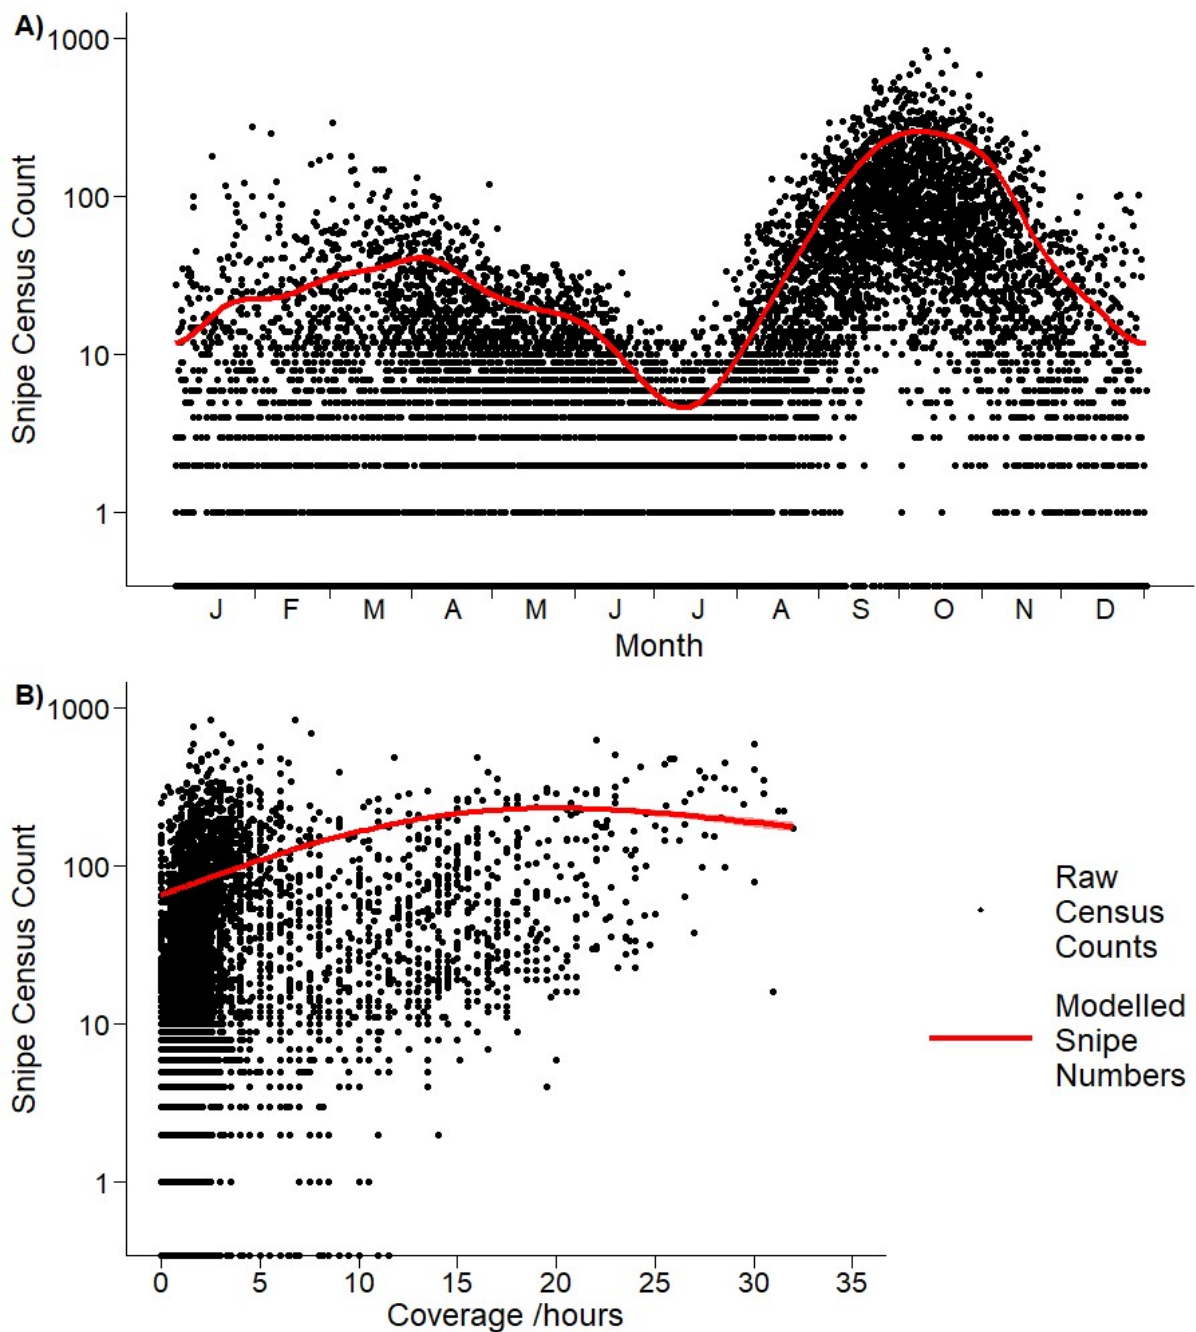 A)
1000
100
10
1
Snipe Census Count
J F M A M J J A S O N D
Month
B)
1000
100
10
1
Snipe Census Count
0 5 10 15 20 25 30 35
Coverage /hours
Raw
Census
Counts
Modelled
Snipe
Numbers